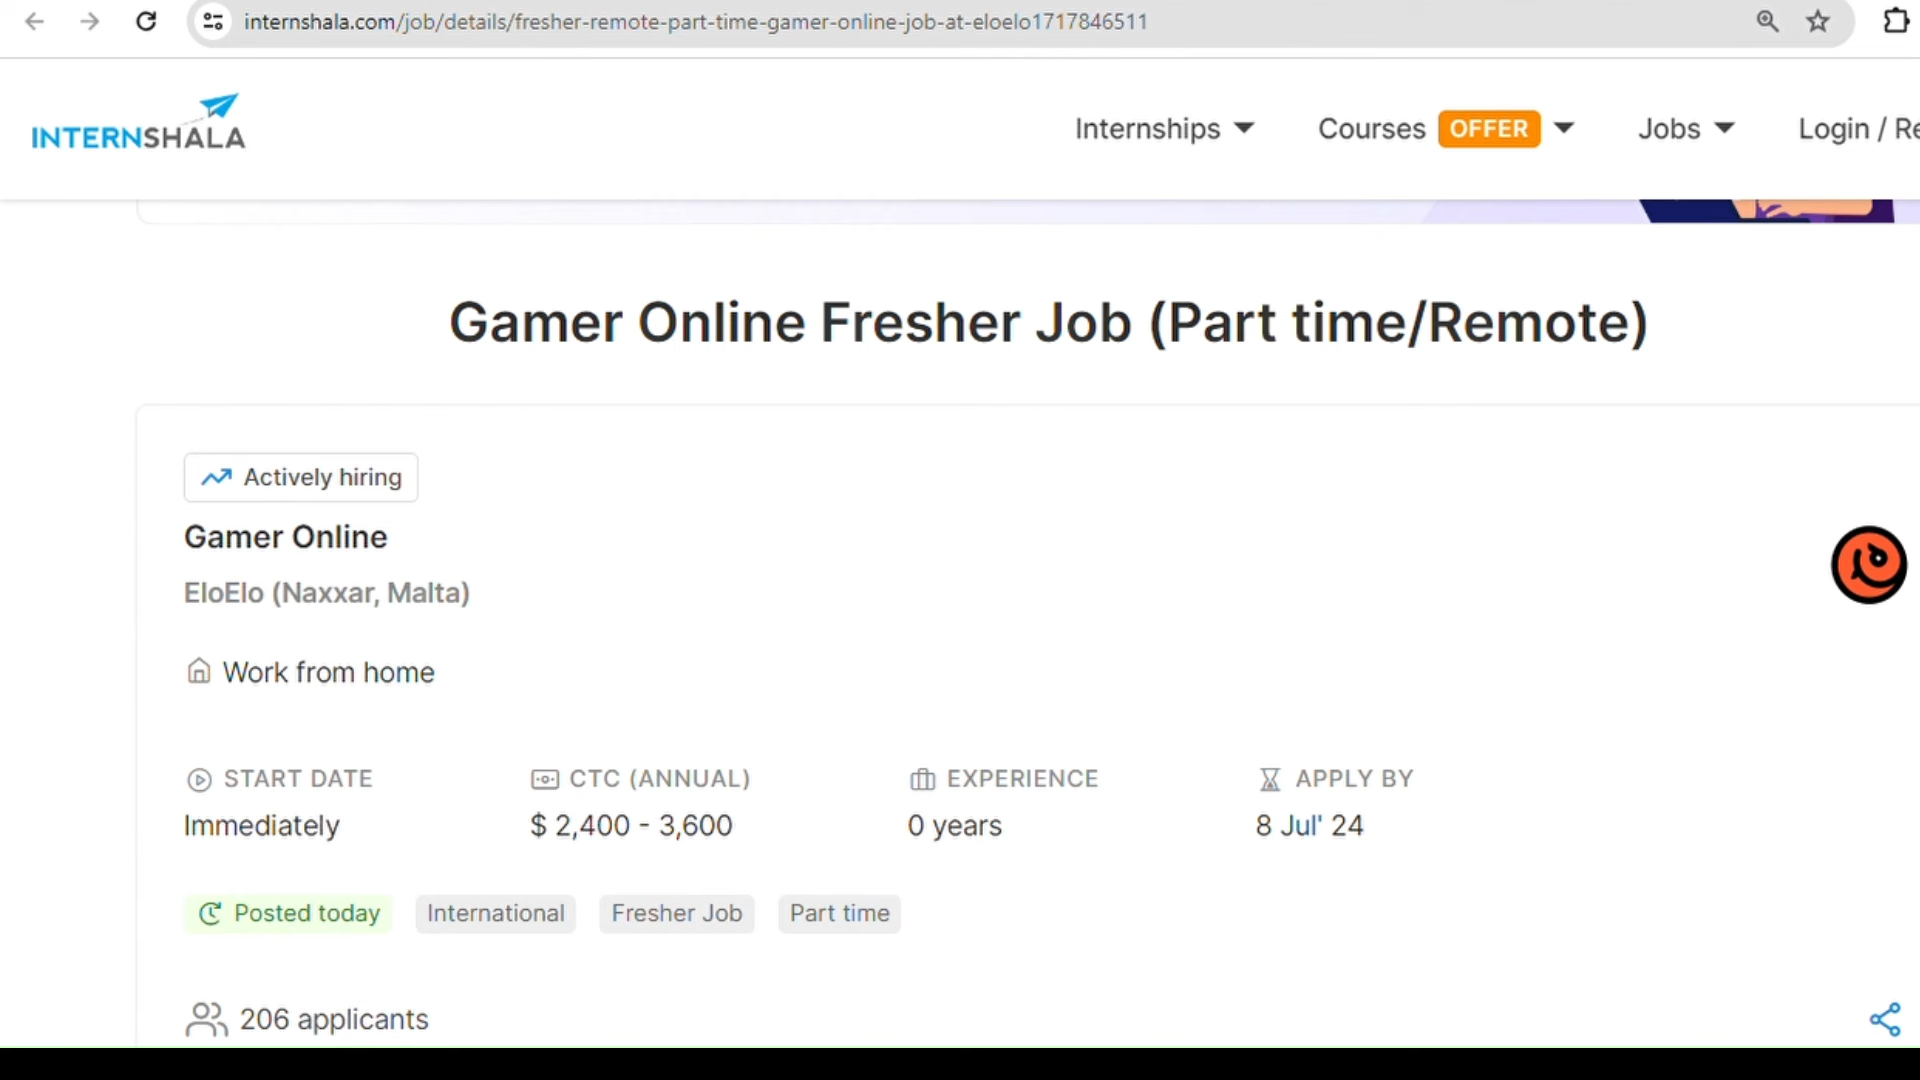 internshala.com/job/details/fresher-remote-part-time-gamer-online-job-at-eloelo1717846511
INTERNSHALA
Internships
Courses OFFER
Jobs
Login / Re
Gamer Online Fresher Job (Part time/Remote)
Actively hiring
Gamer Online
EloElo (Naxxar, Malta)
Work from home
START DATE CTC (ANNUAL) EXPERIENCE APPLY BY
Immediately $ 2,400 - 3,600 0 years 8 Jul' 24
Posted today International Fresher Job Part time
206 applicants